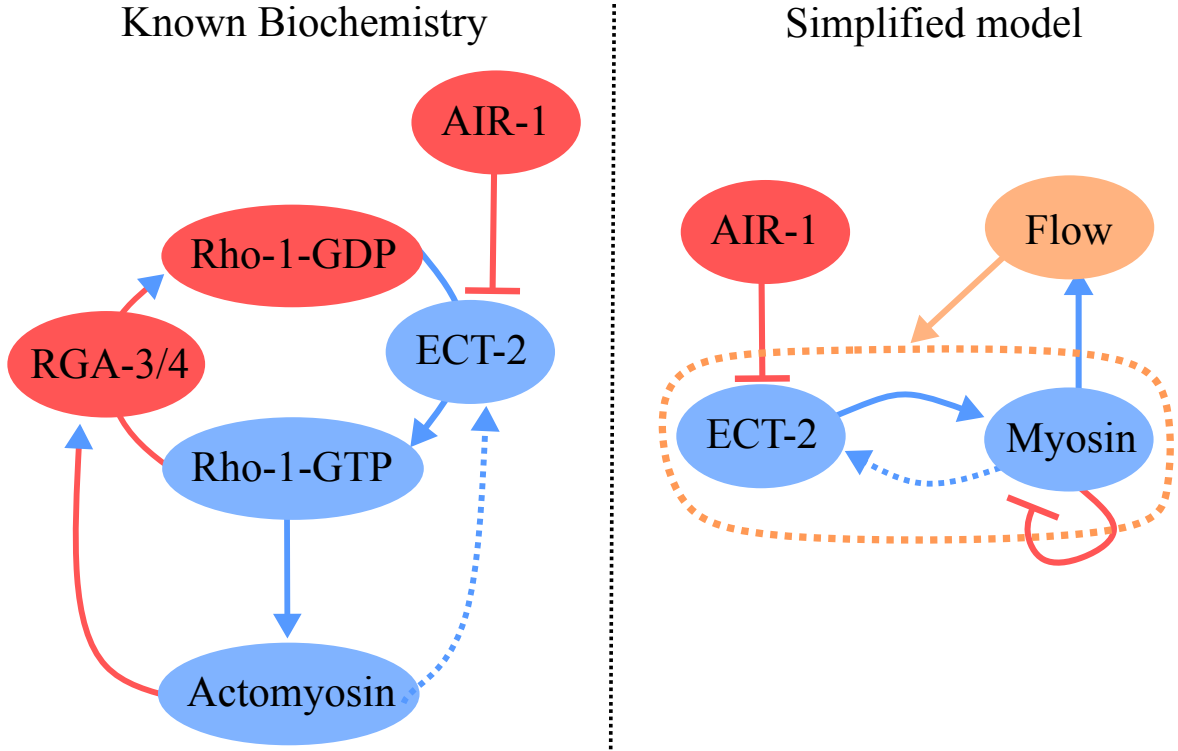 Known Biochemistry
AIR-1
Rho-1-GDP
RGA-3/4
ECT-2
Rho-1-GTP
Actomyosin
Simplified model
AIR-1
Flow
ECT-2
Myosin